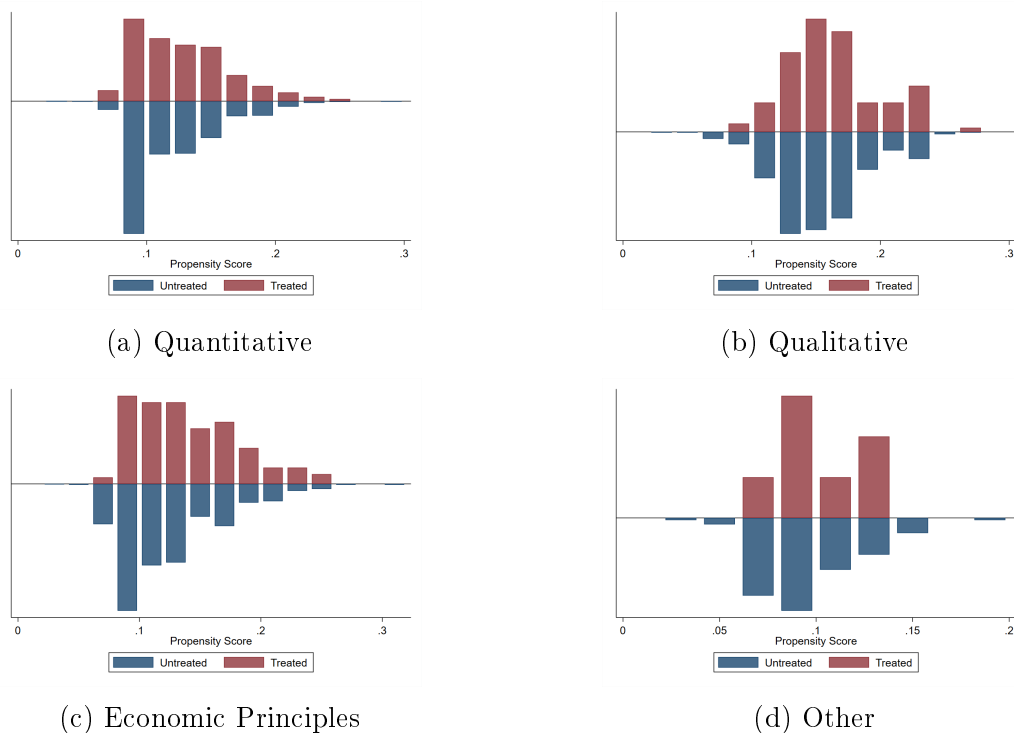 0 .1 .2 .3
Propensity Score
Untreated Treated
(a) Quantitative
0 .1 .2 .3
Propensity Score
Untreated Treated
(b) Qualitative
0 .1 .2 .3
Propensity Score
Untreated Treated
(c) Economic Principles
0 .05 .1 .15 .2
Propensity Score
Untreated Treated
(d) Other